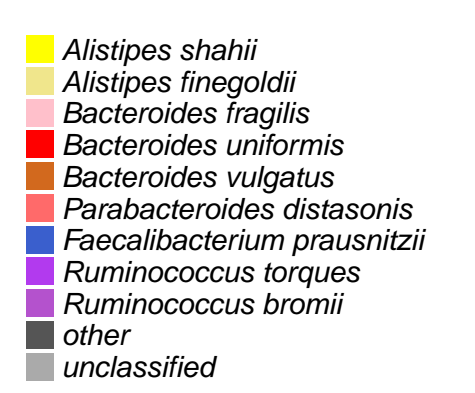 Alistipes shahii
Alistipes finegoldii
Bacteroides fragilis
Bacteroides uniformis
Bacteroides vulgatus
Parabacteroides distasonis
Faecalibacterium prausnitzii
Ruminococcus torques
Ruminococcus bromii
other
unclassified